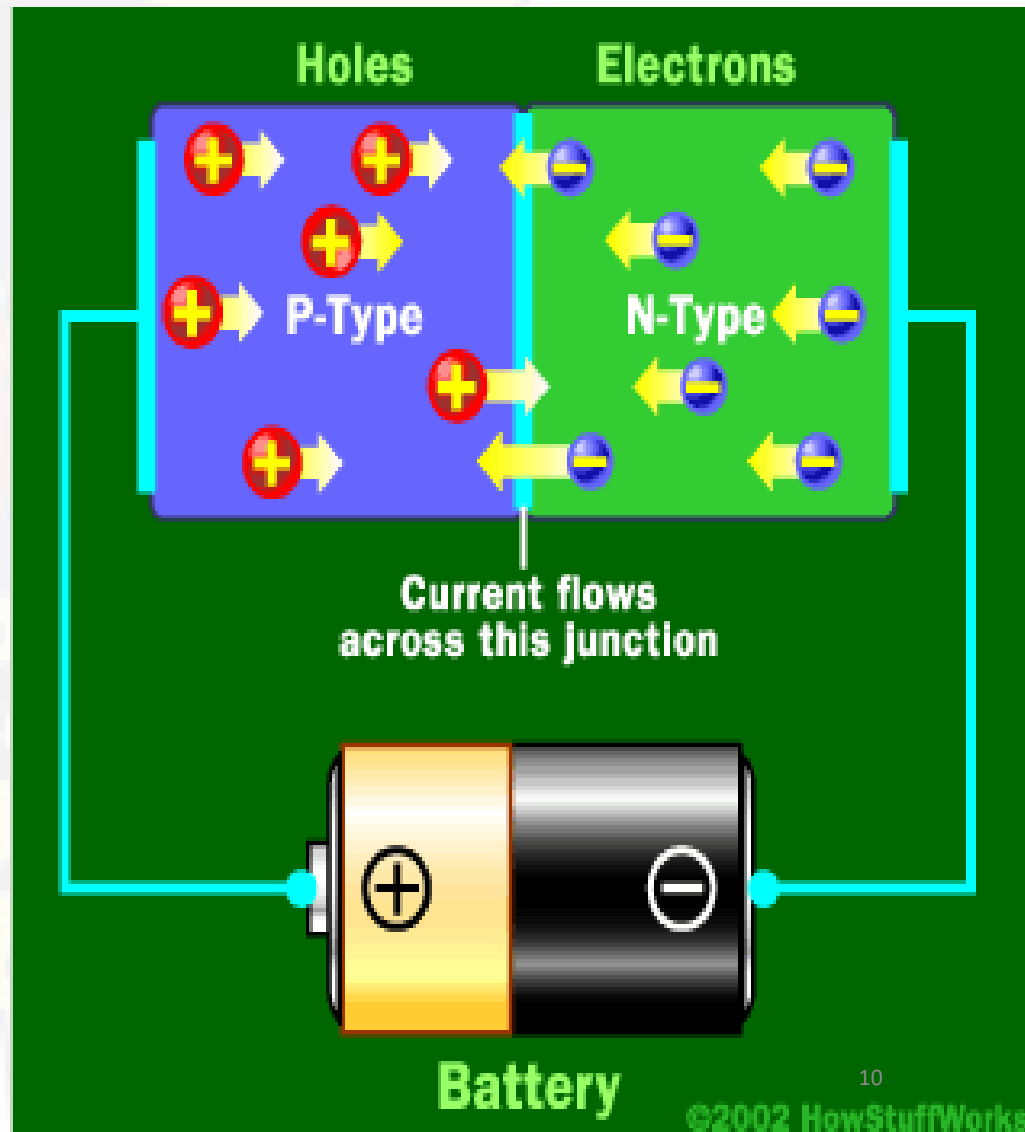 Holes Electrons
P-Type N-Type
Current flows
across this junction
Battery
10
©2002 HowStuffWorks